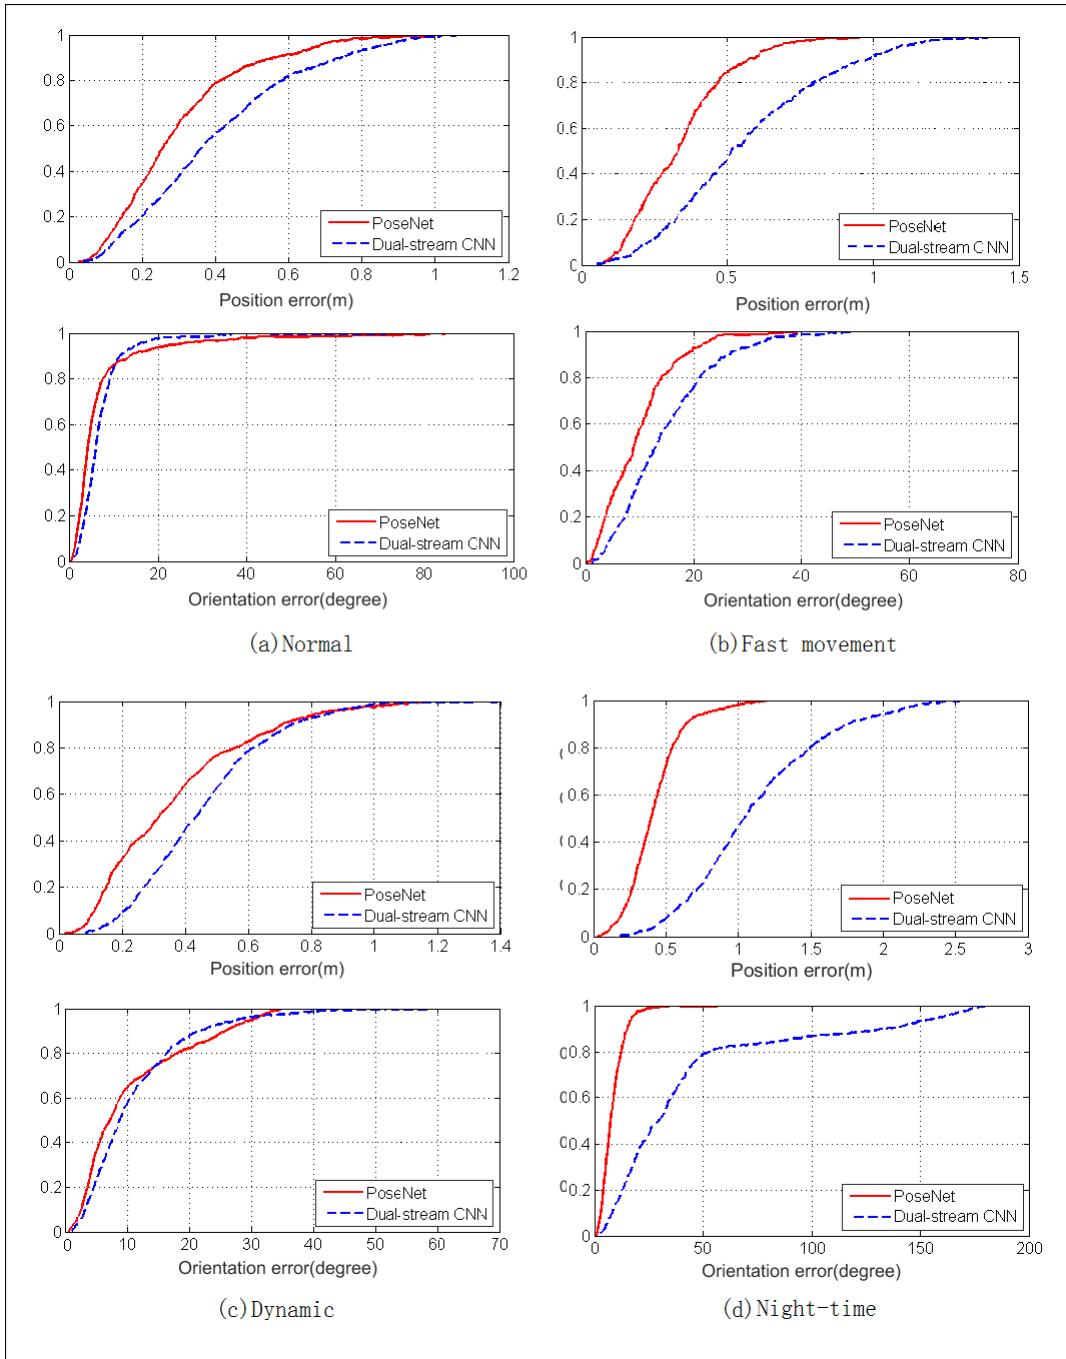 1
0.8
0.6
0.4
0.2
0
0 0.2 0.4 0.6 0.8 1 1.2
PoseNet
Dual-stream CNN
Position error(m)
1
0.8
0.6
0.4
0.2
0
0 0.5 1 1.5
PoseNet
Dual-stream CNN
Position error(m)
1
0.8
0.6
0.4
0.2
0
0 20 40 60 80 100
PoseNet
Dual-stream CNN
Orientation error(degree)
(a)Normal
1
0.8
0.6
0.4
0.2
0
0 20 40 60 80
PoseNet
Dual-stream CNN
Orientation error(degree)
(b)Fast movement
1
0.8
0.6
0.4
0.2
0
0 0.2 0.4 0.6 0.8 1 1.2 1.4
PoseNet
Dual-stream CNN
Position error(m)
1
0.8
0.6
0.4
0.2
0
0 0.5 1 1.5 2 2.5 3
PoseNet
Dual-stream CNN
Position error(m)
1
0.8
0.6
0.4
0.2
0
0 10 20 30 40 50 60 70
PoseNet
Dual-stream CNN
Orientation error(degree)
(c)Dynamic
1
0.8
0.6
0.4
0.2
0
0 50 100 150 200
PoseNet
Dual-stream CNN
Orientation error(degree)
(d)Night-time